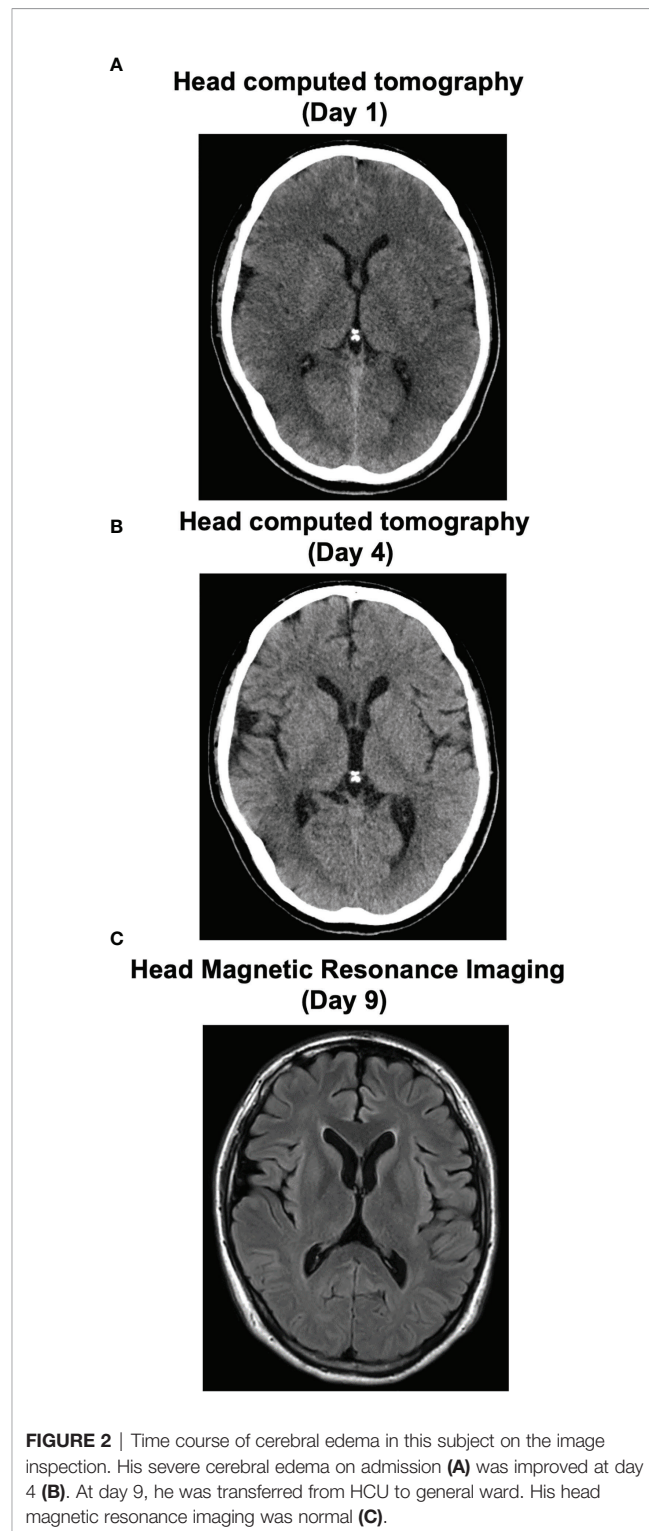 A
Head computed tomography
(Day 1)
B
Head computed tomography
(Day 4)
C
Head Magnetic Resonance Imaging
(Day 9)
FIGURE 2 | Time course of cerebral edema in this subject on the image
inspection. His severe cerebral edema on admission (A) was improved at day
4 (B). At day 9, he was transferred from HCU to general ward. His head
magnetic resonance imaging was normal (C).